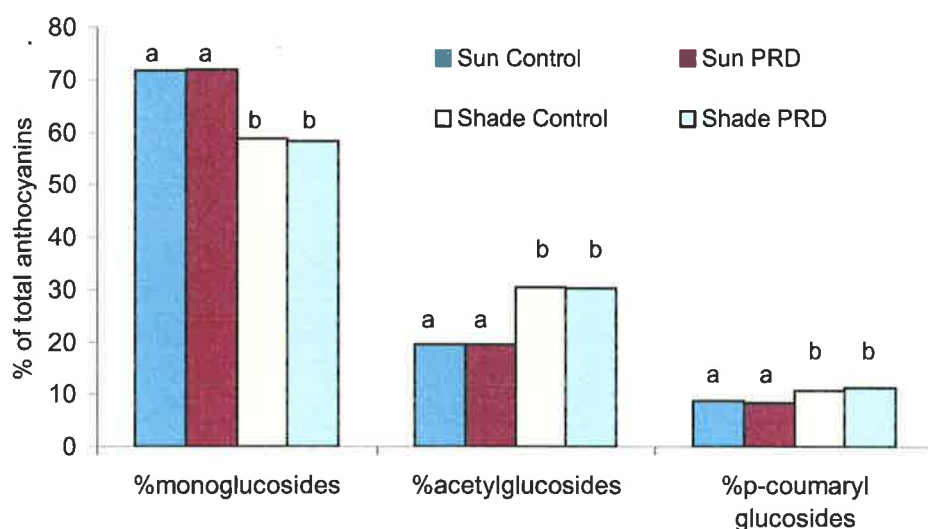 80
70
60
50
40
30
20
10
0
% of total anthocyanins
Sun Control
Sun PRD
Shade Control
Shade PRD
a a b b
a a b b
a a b b
%monoglucosides
%acetylglucosides
%p-coumaryl
glucosides